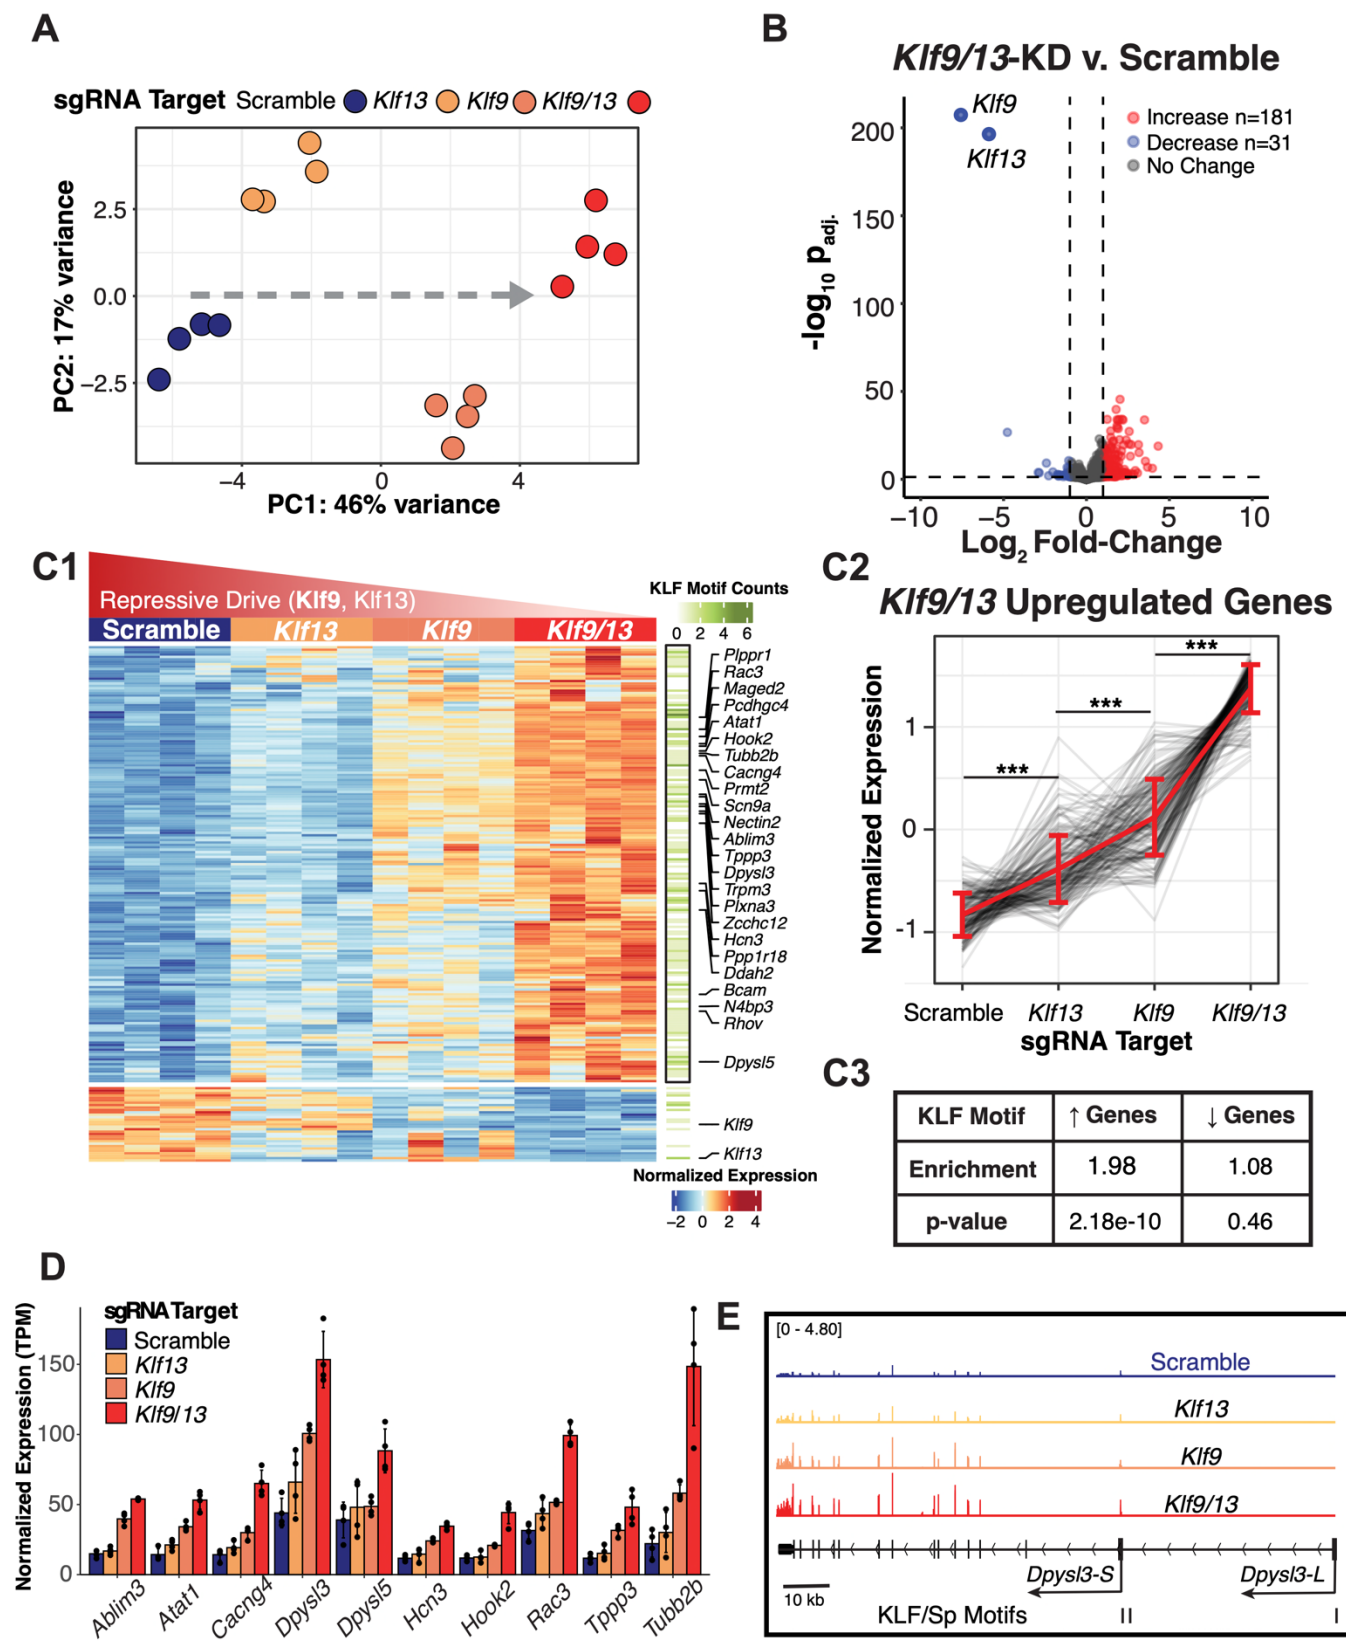 A
sgRNA Target Scramble Klf13 Klf9 Klf9/13
PC2: 17% variance
2.5
0.0
−2.5
−4 0 4
PC1: 46% variance
B
Klf9/13-KD v. Scramble
Klf9
Klf13
Increase n=181
Decrease n=31
No Change
-log10 padj.
200
150
100
50
0
−10 −5 0 5 10
Log2 Fold-Change
C1
Repressive Drive (Klf9, Klf13)
Scramble Klf13 Klf9 Klf9/13
KLF Motif Counts
0 2 4 6
Plppr1
Rac3
Maged2
Pcdhgc4
Atat1
Hook2
Tubb2b
Cacng4
Prmt2
Scn9a
Nectin2
Ablim3
Tppp3
Dpysl3
Trpm3
Plxna3
Zcchc12
Hcn3
Ppp1r18
Ddah2
Bcam
N4bp3
Rhov
Dpysl5
Klf9
Klf13
Normalized Expression
−2 0 2 4
C2
Klf9/13 Upregulated Genes
Normalized Expression
1
0
-1
*** *** ***
Scramble Klf13 Klf9 Klf9/13
sgRNA Target
C3
KLF Motif ↑ Genes ↓ Genes
Enrichment 1.98 1.08
p-value 2.18e-10 0.46
D
Normalized Expression (TPM)
sgRNA Target
Scramble
Klf13
Klf9
Klf9/13
150
100
50
0
Ablim3 Atat1 Cacng4 Dpysl3 Dpysl5 Hcn3 Hook2 Rac3 Tppp3 Tubb2b
E
[0 - 4.80]
Scramble
Klf13
Klf9
Klf9/13
Dpysl3-S Dpysl3-L
10 kb
KLF/Sp Motifs